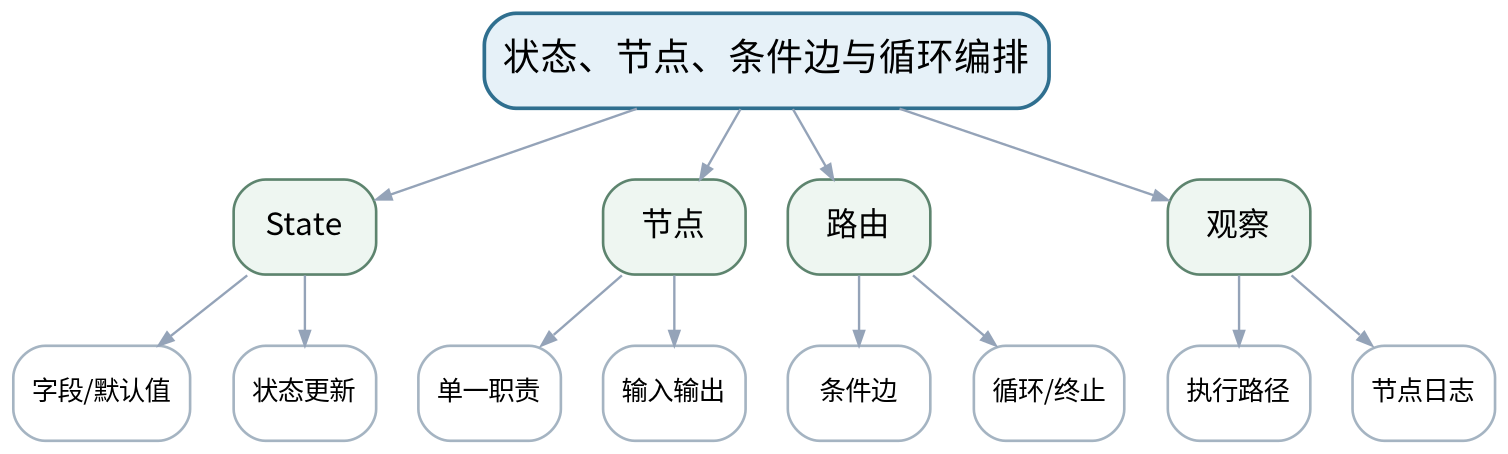 状态、节点、条件边与循环编排
State
节点
路由
观察
字段/默认值
状态更新
单一职责
输入输出
条件边
循环/终止
执行路径
节点日志